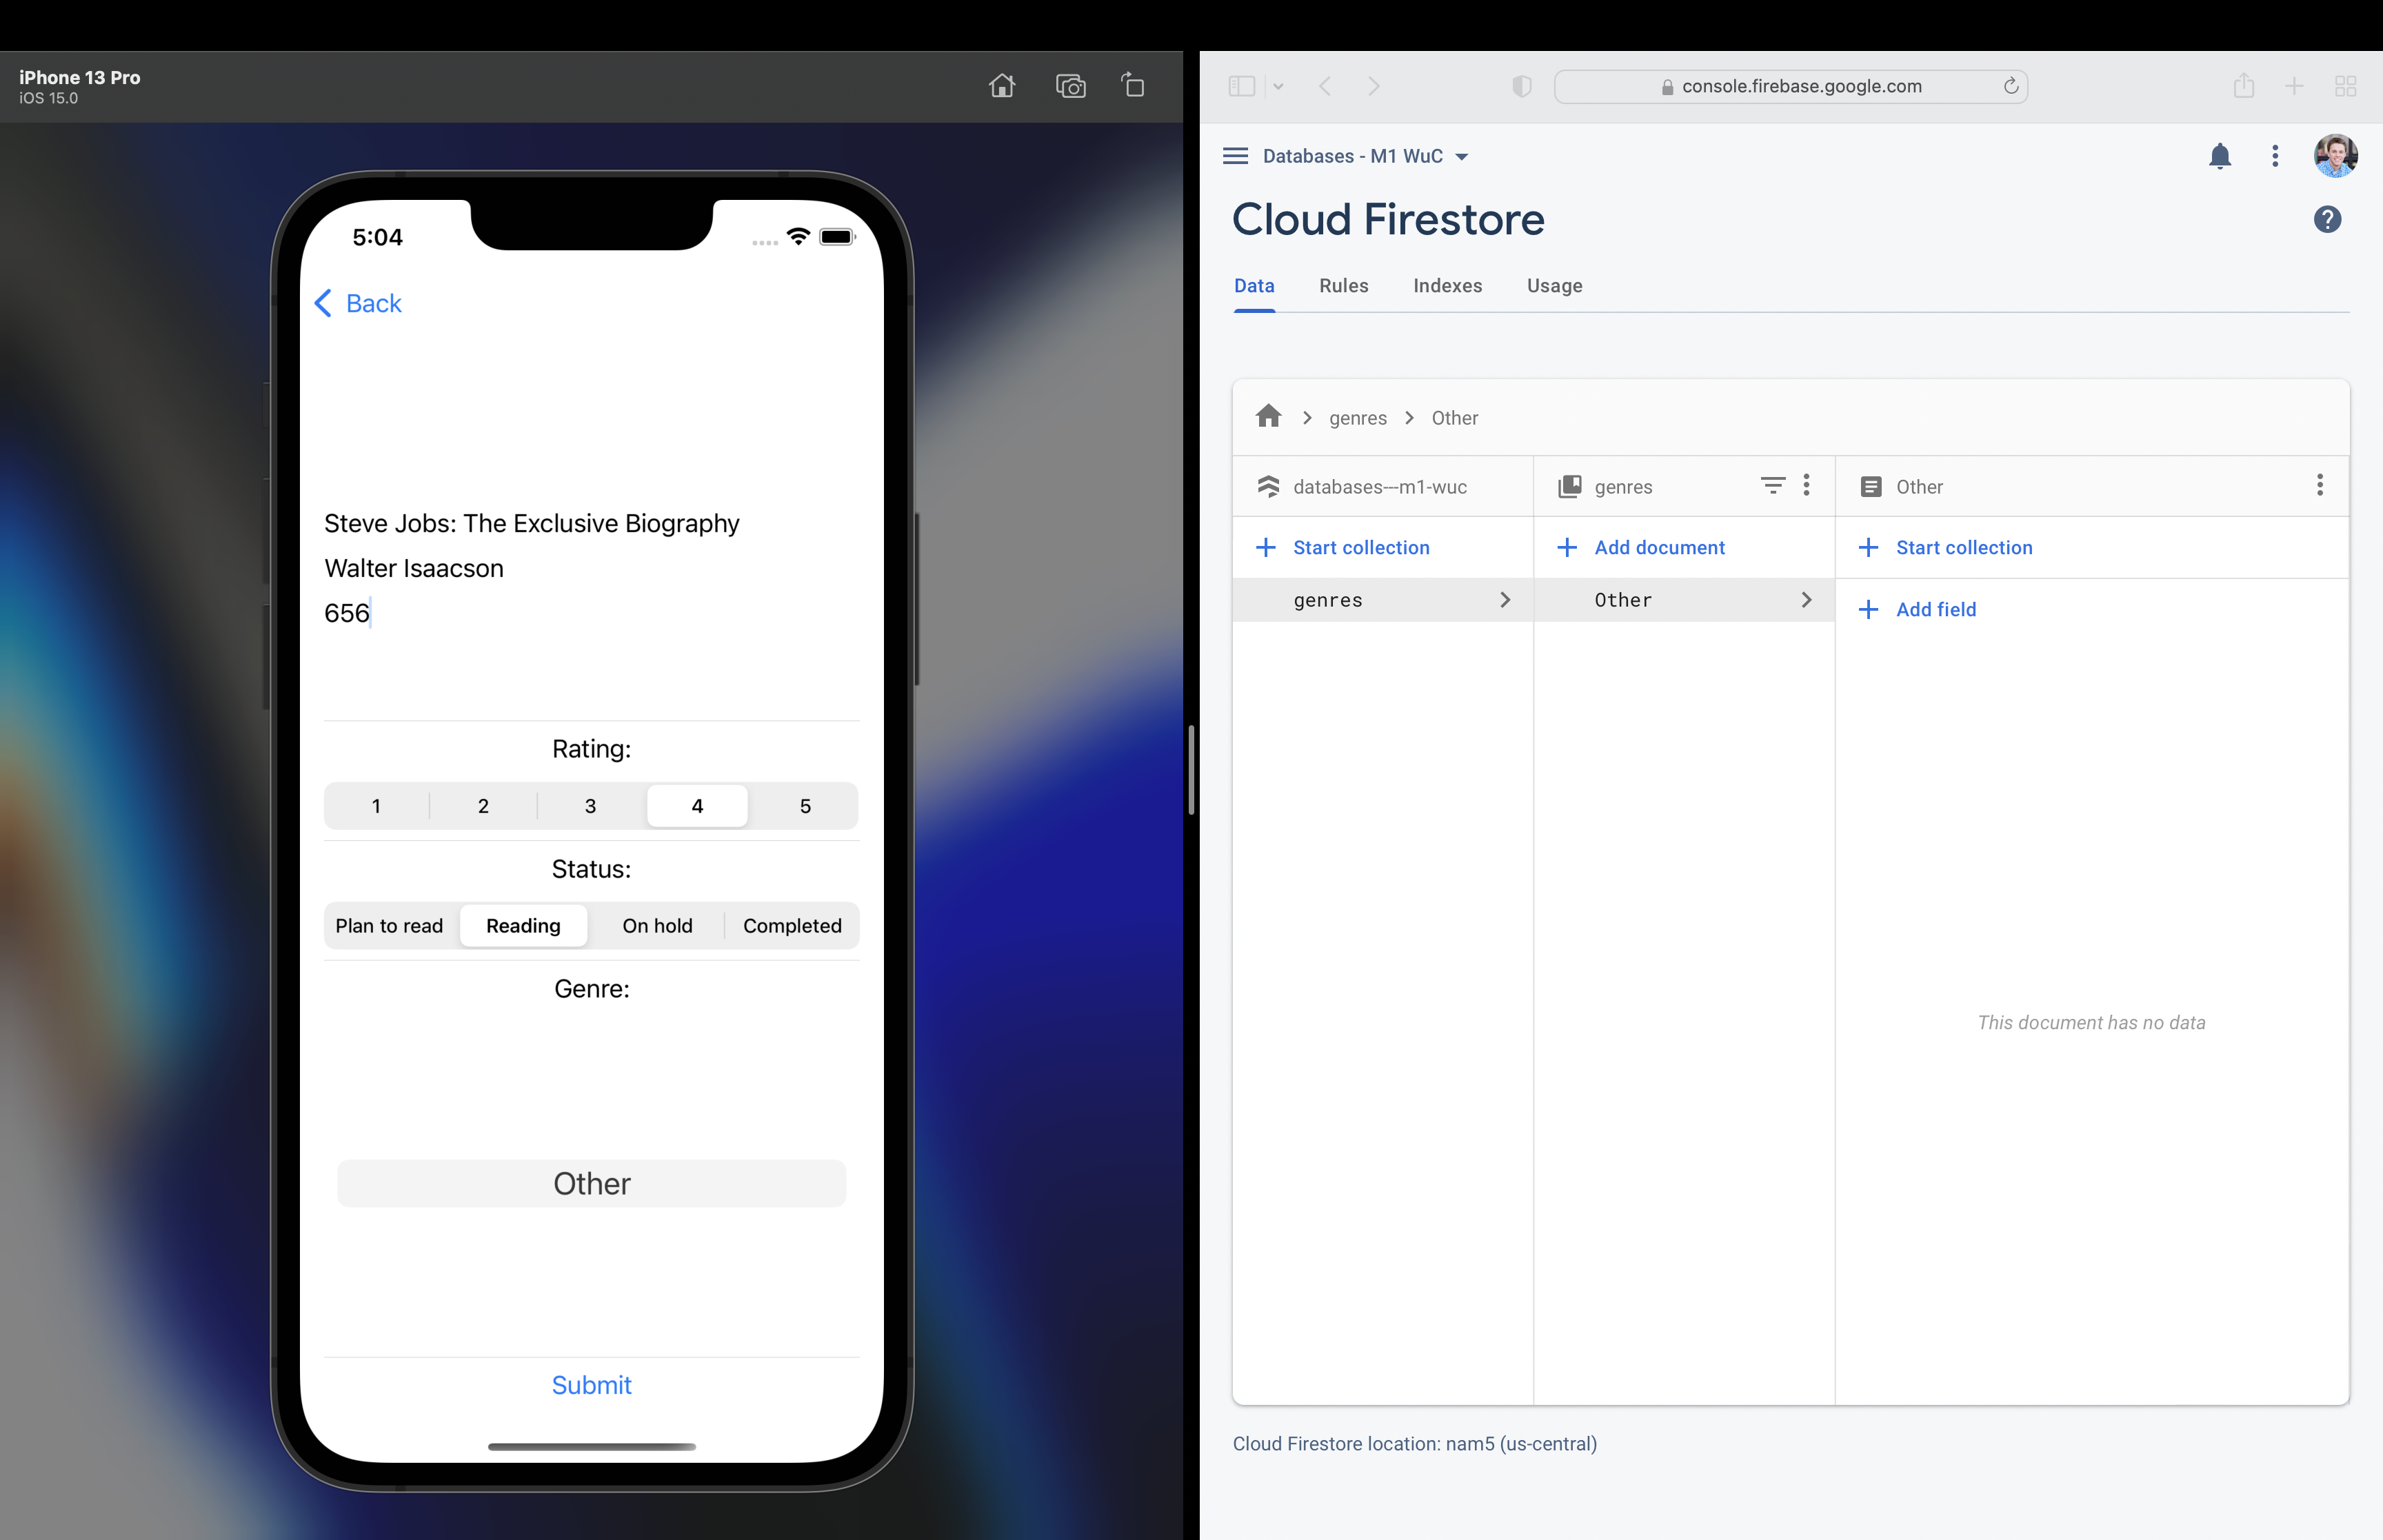 iPhone 13 Pro
iOS 15.0
5:04
Back
Steve Jobs: The Exclusive Biography
Walter Isaacson
656
Rating:
1 2 3 4 5
Status:
Plan to read Reading On hold Completed
Genre:
Other
Submit
console.firebase.google.com
Databases - M1 WuC
Cloud Firestore
?
Data Rules Indexes Usage
genres Other
databases---m1-wuc genres Other
+ Start collection + Add document + Start collection
genres Other
+ Add field
This document has no data
Cloud Firestore location: nam5 (us-central)